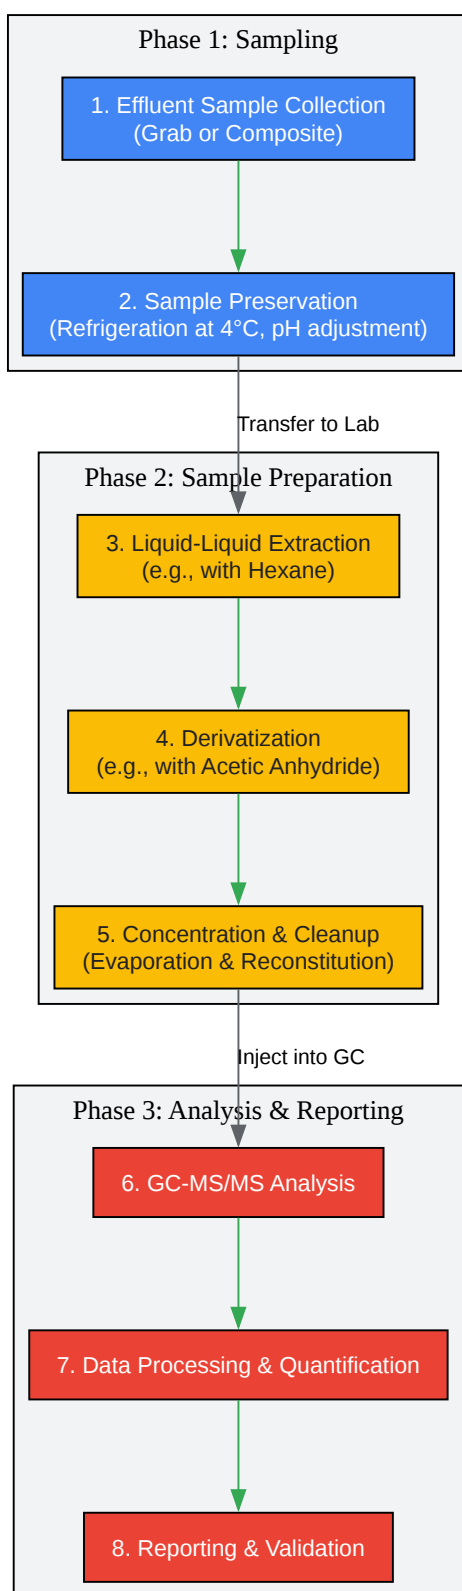 Phase 1: Sampling
1. Effluent Sample Collection
(Grab or Composite)
2. Sample Preservation
(Refrigeration at 4°C, pH adjustment)
Transfer to Lab
Phase 2: Sample Preparation
3. Liquid-Liquid Extraction
(e.g., with Hexane)
4. Derivatization
(e.g., with Acetic Anhydride)
5. Concentration & Cleanup
(Evaporation & Reconstitution)
Inject into GC
Phase 3: Analysis & Reporting
6. GC-MS/MS Analysis
7. Data Processing & Quantification
8. Reporting & Validation